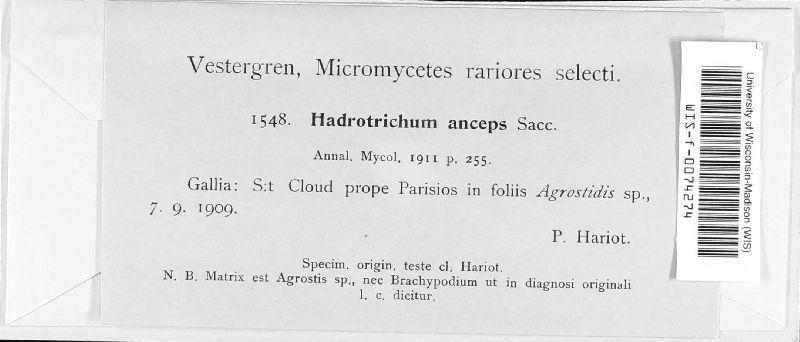 Vestergren, Micromycetes rariores selecti.
1548. Hadrotrichum anceps Sacc.
Annal. Mycol. 1911 p. 255.
Gallia: S:t Cloud prope Parisios in foliis Agrostidis sp.,
7. 9. 1909.
P. Hariot.
Specim. origin. teste cl. Hariot.
N. B. Matrix est Agrostis sp., nec Brachypodium ut in diagnosi originali
l. c. dicitur.
University of Wisconsin-Madison (WIS)
WIS-f-0074274